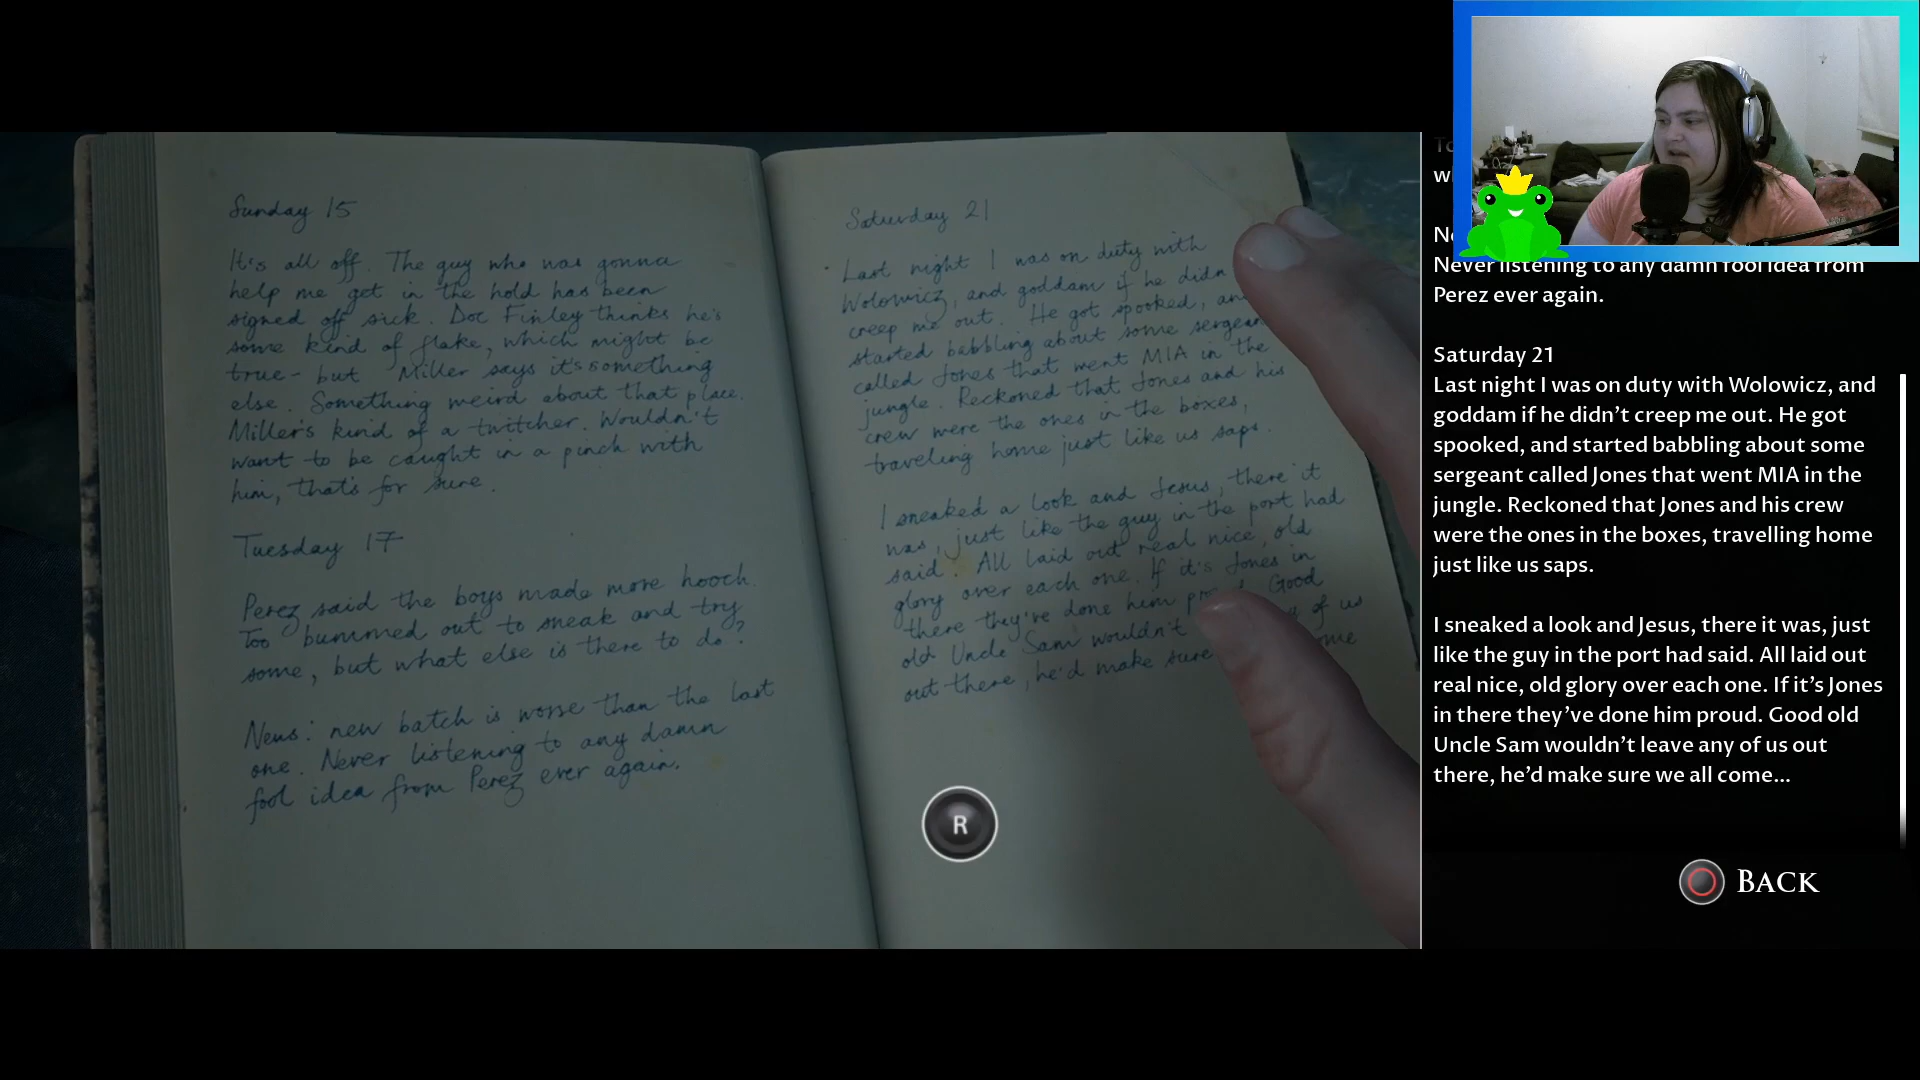 Sunday 15
It's all off. The guy who was gonna
help me get in the hold has been
signed off sick. Doc Finley thinks he's
some kind of flake, which might be
true - but Miller says it's something
else. Something weird about that place.
Miller's kind of a twitcher. Wouldn't
want to be caught in a pinch with
him, that's for sure.
Tuesday 17
Perez said the boys made more hooch.
Too bummed out to sneak and try
some, but what else is there to do?
News: new batch is worse than the last
one. Never listening to any damn
fool idea from Perez ever again.
Saturday 21
Last night I was on duty with
Wolowicz, and goddam if he didn
creep me out. He got spooked, and
started babbling about some sergean
called Jones that went MIA in the
jungle. Reckoned that Jones and his
crew were the ones in the boxes,
traveling home just like us saps.
I sneaked a look and Jesus, there it
was, just like the guy in the port had
said. All laid out real nice, old
glory over each one. If it's Jones in
there they've done him pro Good
old Uncle Sam wouldn't of us
out there, he'd make sure ome
R
To
w
Ne
Never listening to any damn fool idea from
Perez ever again.
Saturday 21
Last night I was on duty with Wolowicz, and
goddam if he didn't creep me out. He got
spooked, and started babbling about some
sergeant called Jones that went MIA in the
jungle. Reckoned that Jones and his crew
were the ones in the boxes, travelling home
just like us saps.
I sneaked a look and Jesus, there it was, just
like the guy in the port had said. All laid out
real nice, old glory over each one. If it's Jones
in there they've done him proud. Good old
Uncle Sam wouldn't leave any of us out
there, he'd make sure we all come...
BACK